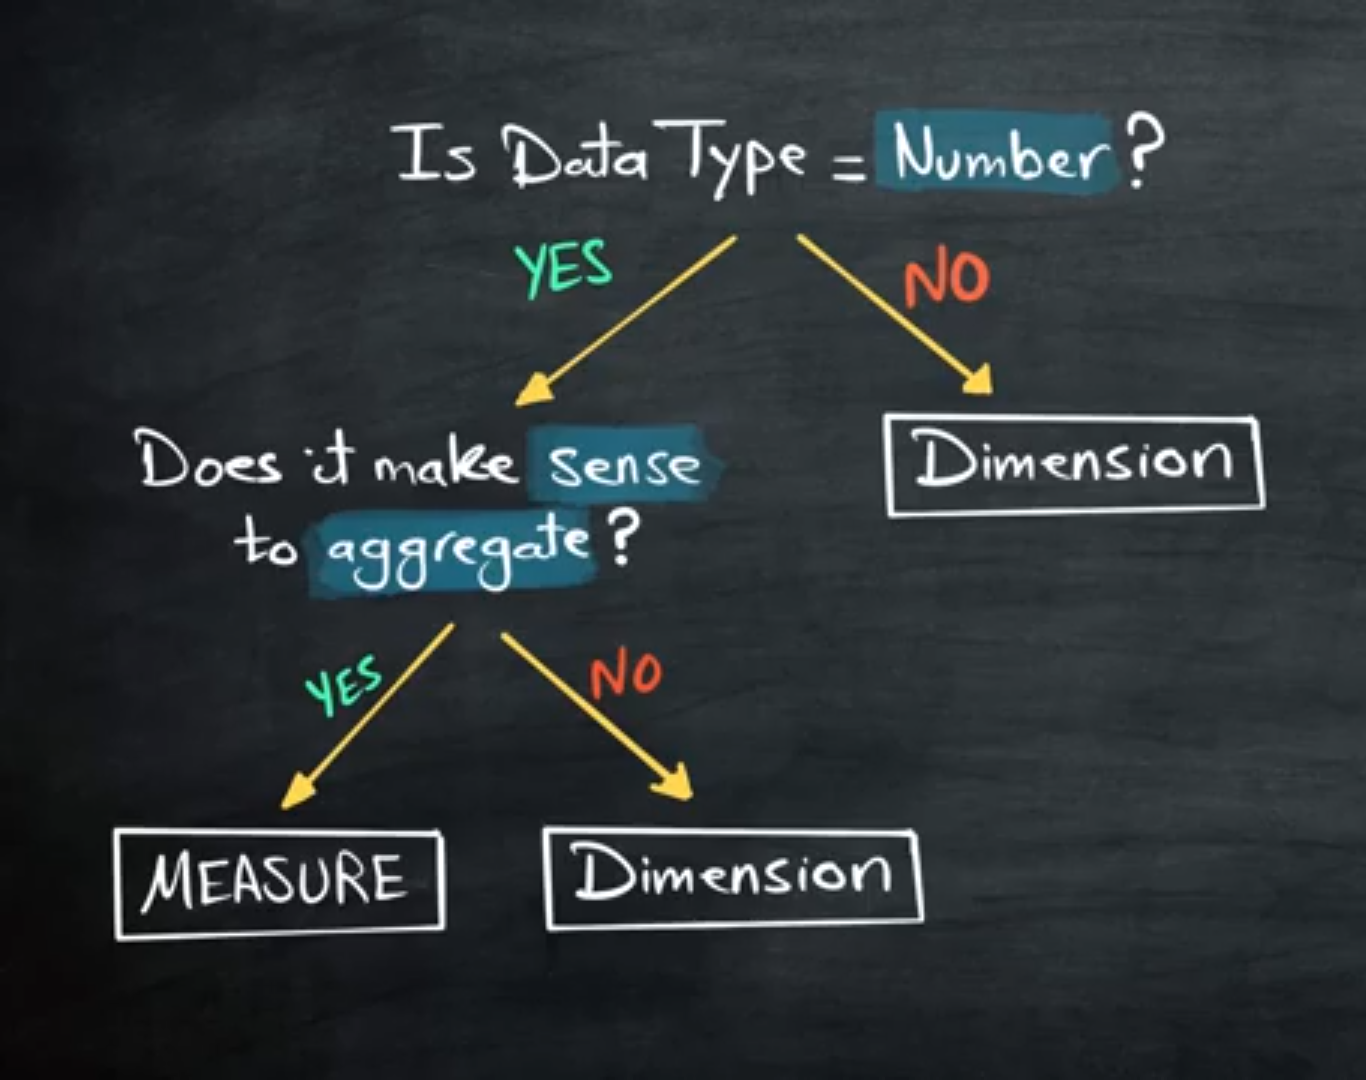 Is Data Type = Number?
YES
NO
Does it make sense
to aggregate?
Dimension
YES
NO
MEASURE
Dimension